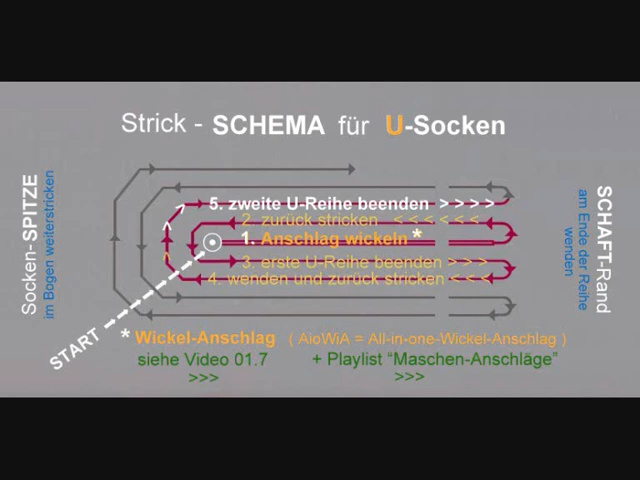 Strick - SCHEMA für U-Socken
Socken-SPITZE
im Bogen weiterstricken
5. zweite U-Reihe beenden > > > >
2. zurück stricken < < < < < <
1. Anschlag wickeln *
3. erste U-Reihe beenden > > >
4. wenden und zurück stricken < < <
SCHAFT-Rand
am Ende der Reihe
wenden
START
* Wickel-Anschlag ( AioWiA = All-in-one-Wickel-Anschlag )
siehe Video 01.7 + Playlist “Maschen-Anschläge”
>>> >>>